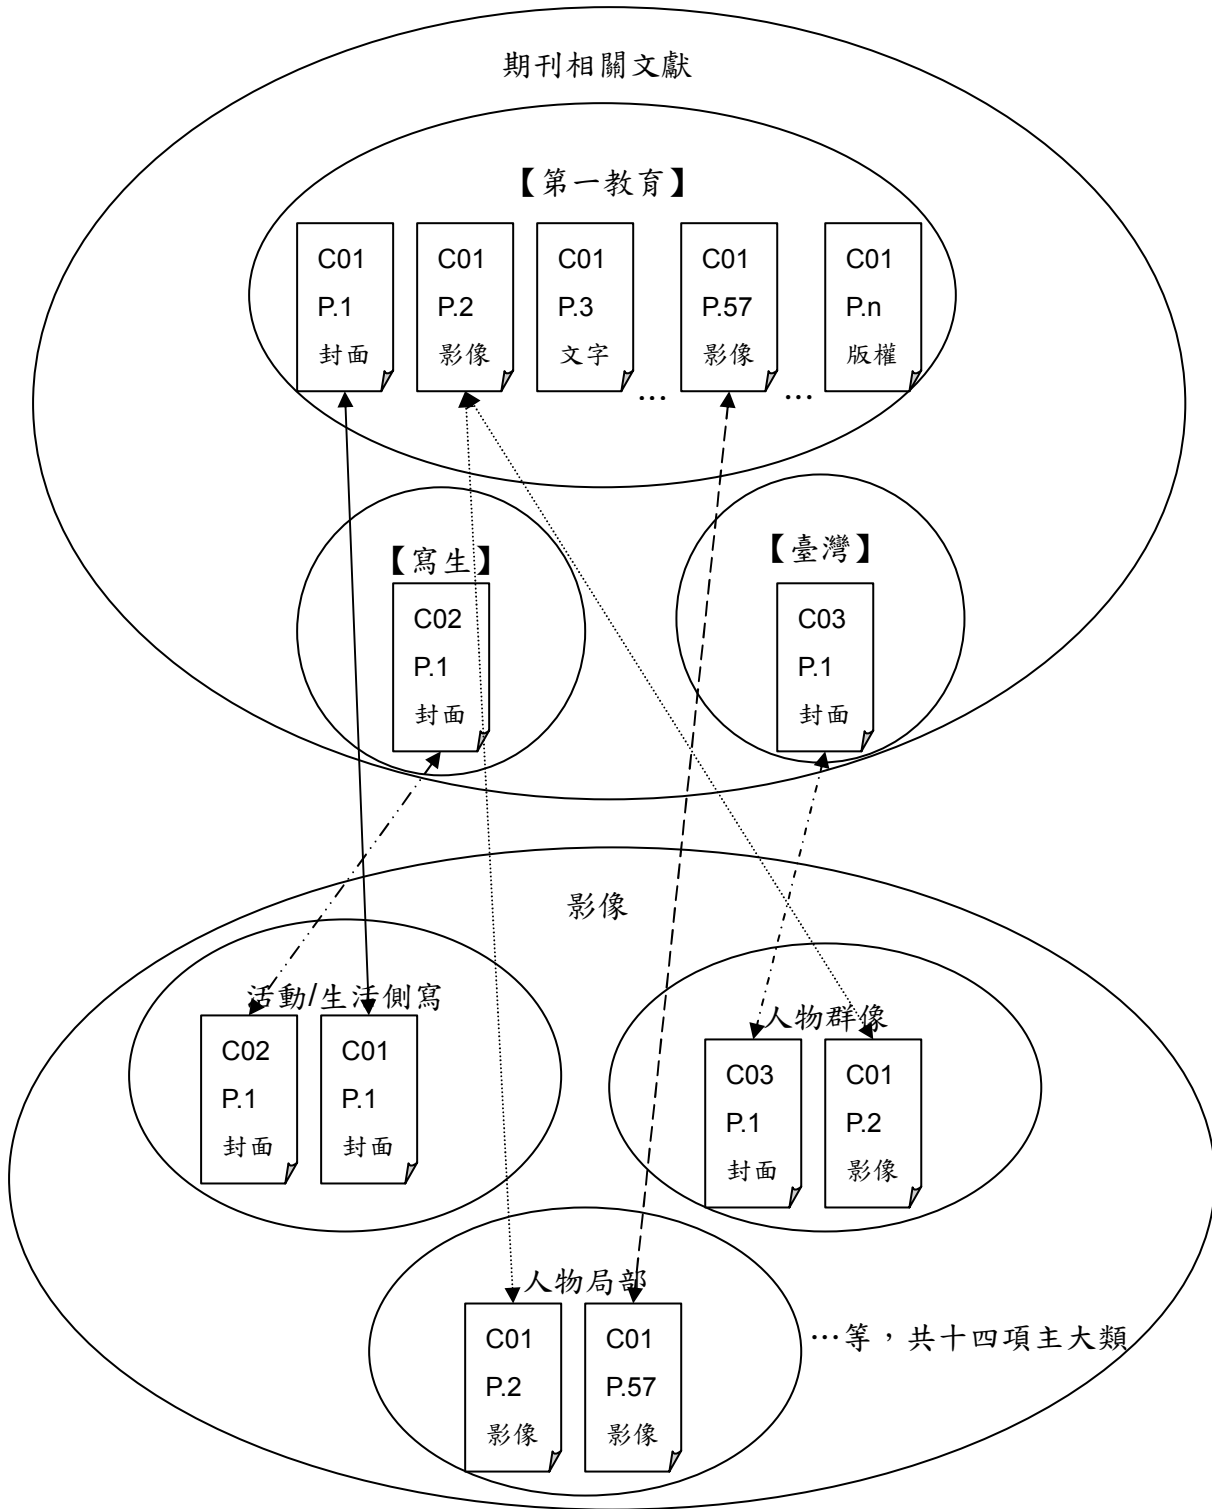 期刊相關文獻
【第一教育】
C01
P.1
封面
C01
P.2
影像
C01
P.3
文字
…
C01
P.57
影像
…
C01
P.n
版權
【寫生】
C02
P.1
封面
【臺灣】
C03
P.1
封面
影像
活動/生活側寫
C02
P.1
封面
C01
P.1
封面
人物群像
C03
P.1
封面
C01
P.2
影像
人物局部
C01
P.2
影像
C01
P.57
影像
…等，共十四項主大類